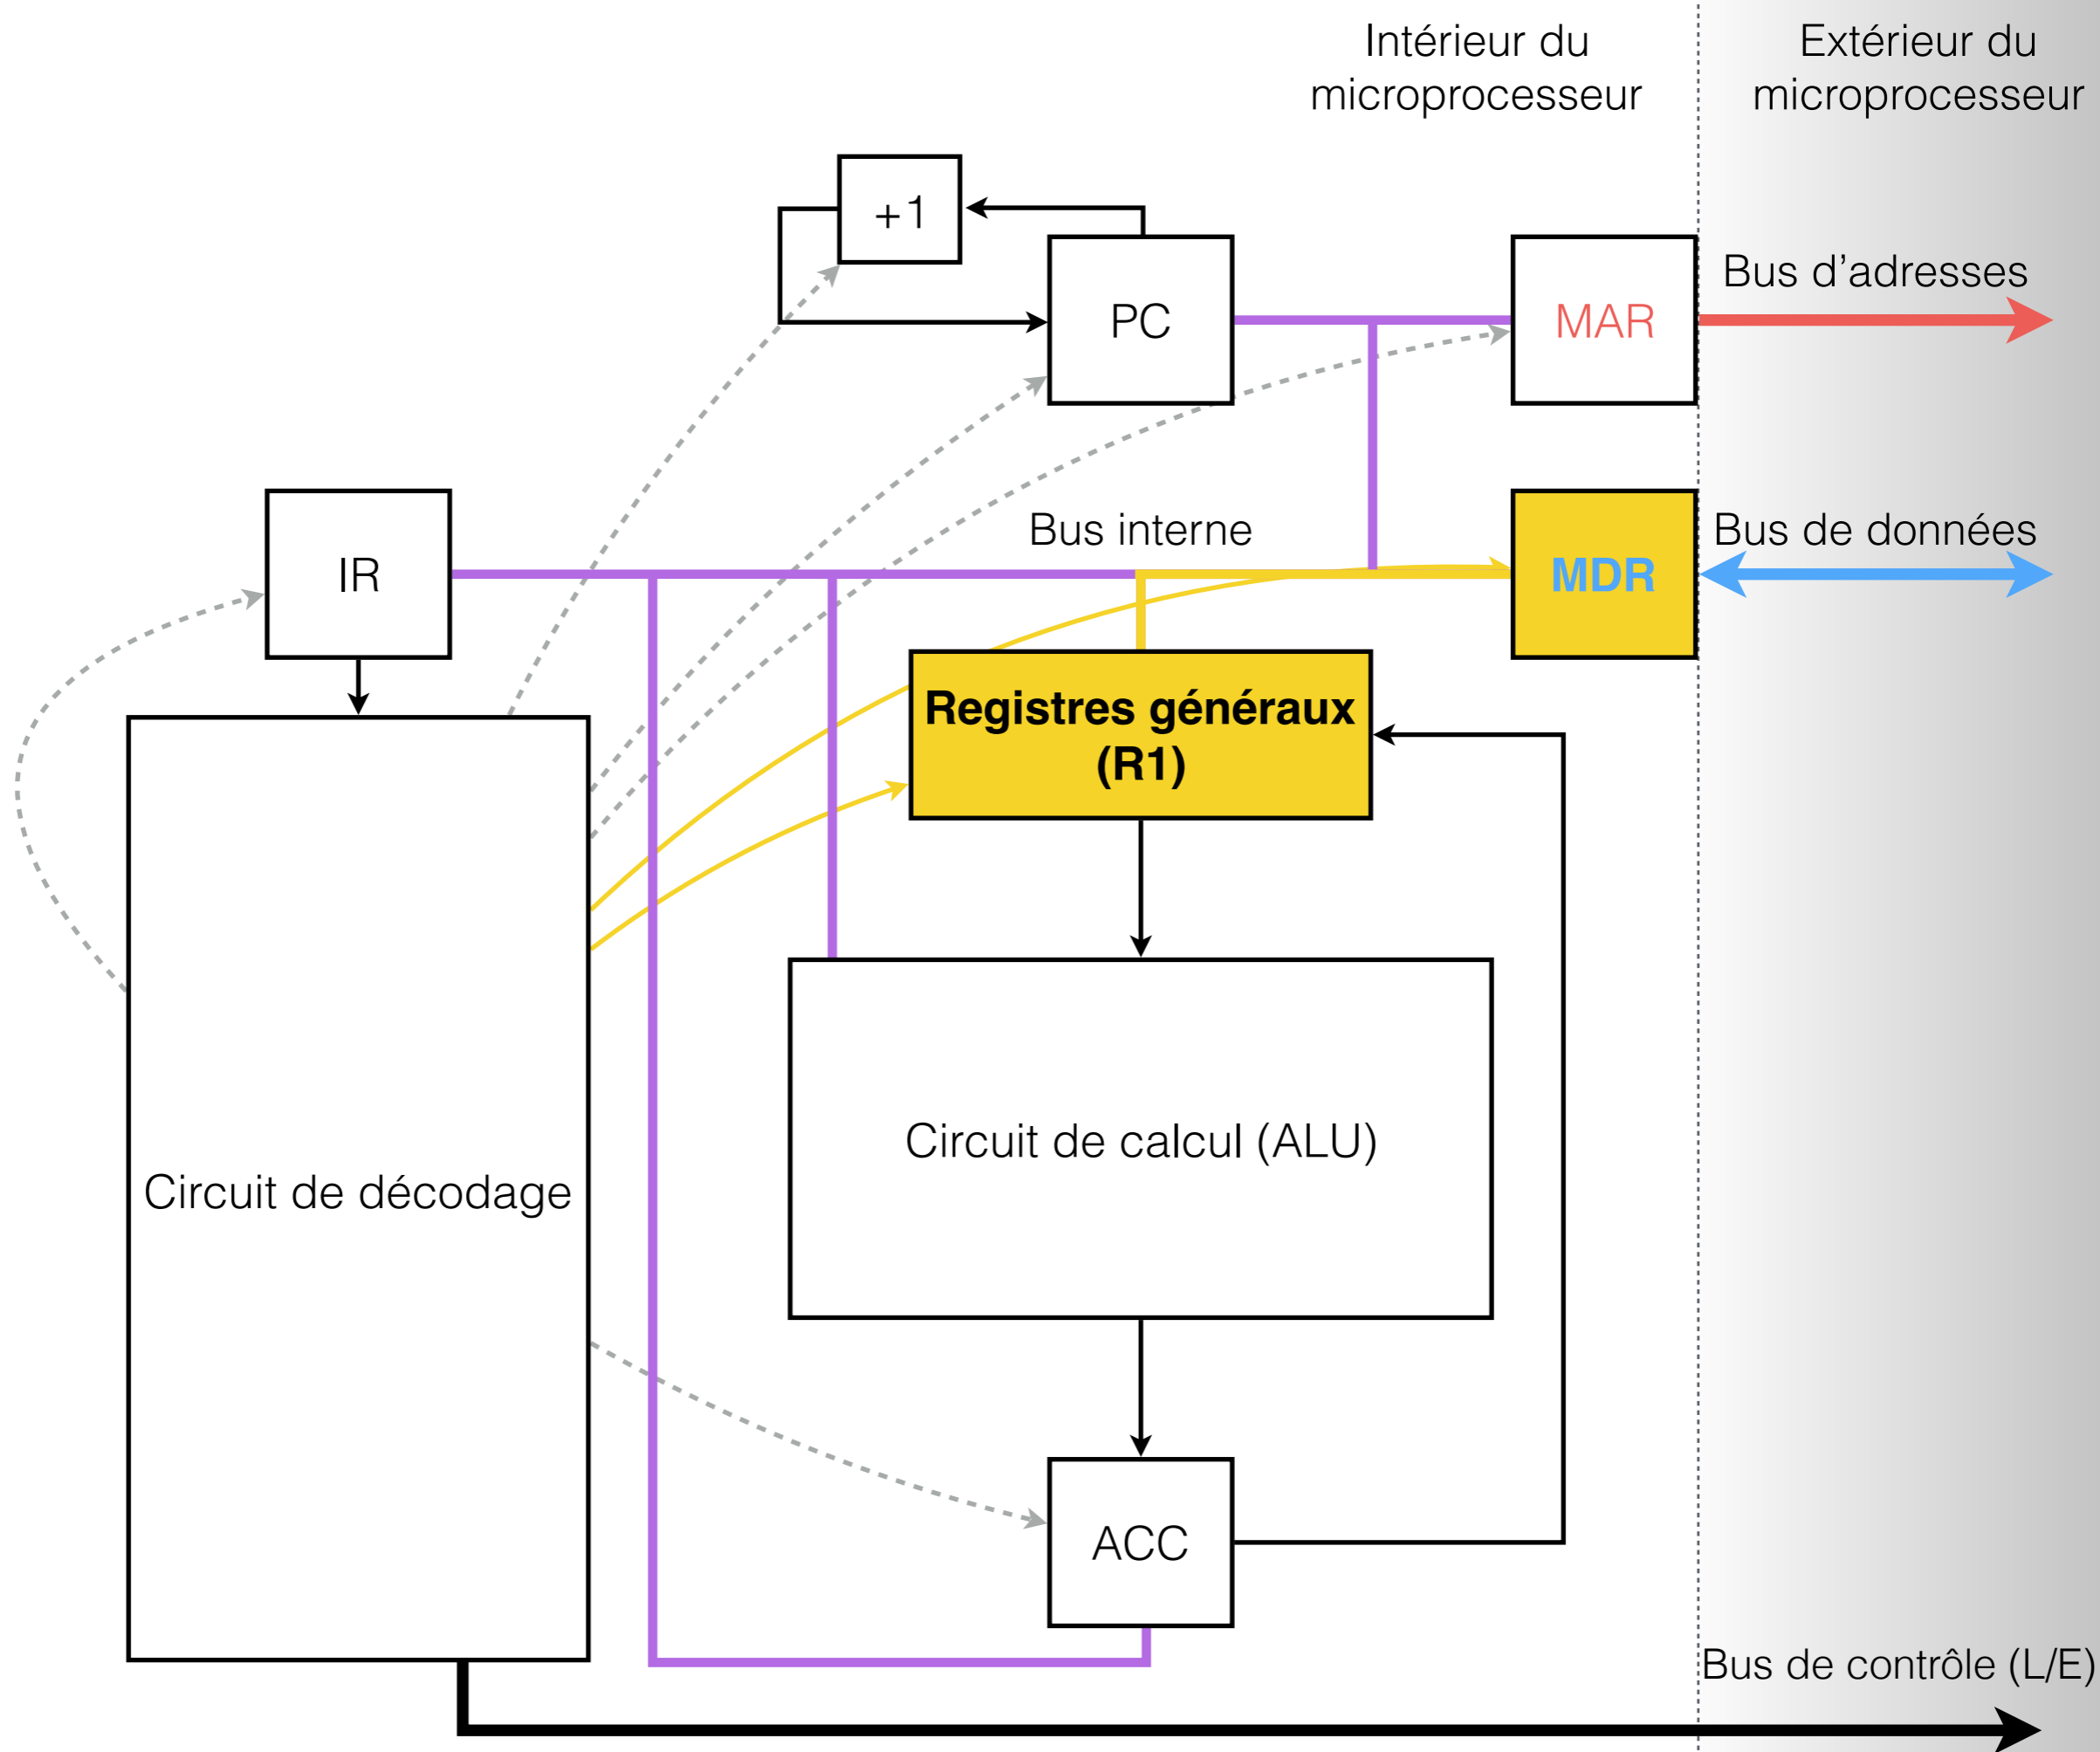 Intérieur du
microprocesseur
Extérieur du
microprocesseur
+1
PC
MAR
Bus d’adresses
IR
Bus interne
MDR
Bus de données
Registres généraux
(R1)
Circuit de calcul (ALU)
Circuit de décodage
ACC
Bus de contrôle (L/E)